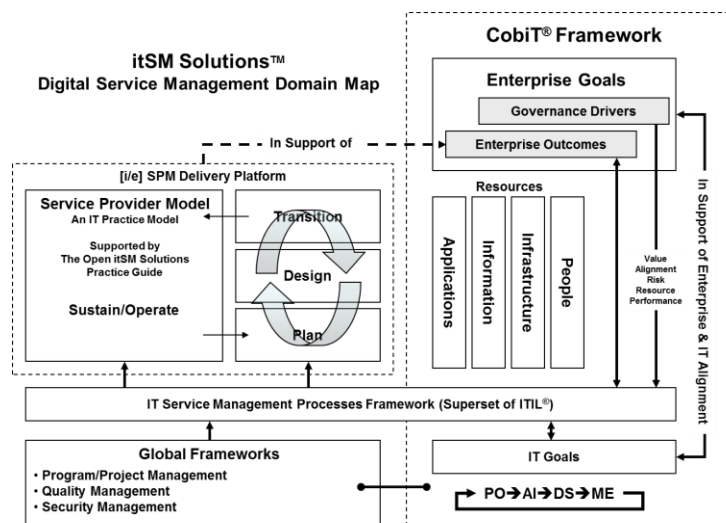 itSM Solutions™
Digital Service Management Domain Map
CobiT® Framework
Enterprise Goals
Governance Drivers
Enterprise Outcomes
In Support of
[i/e] SPM Delivery Platform
Service Provider Model
An IT Practice Model
Supported by
The Open itSM Solutions
Practice Guide
Sustain/Operate
Transition
Design
Plan
Resources
Applications
Information
Infrastructure
People
Value
Alignment
Risk
Resource
Performance
In Support of Enterprise & IT Alignment
IT Service Management Processes Framework (Superset of ITIL®)
Global Frameworks
• Program/Project Management
• Quality Management
• Security Management
IT Goals
PO➔AI➔DS➔ME